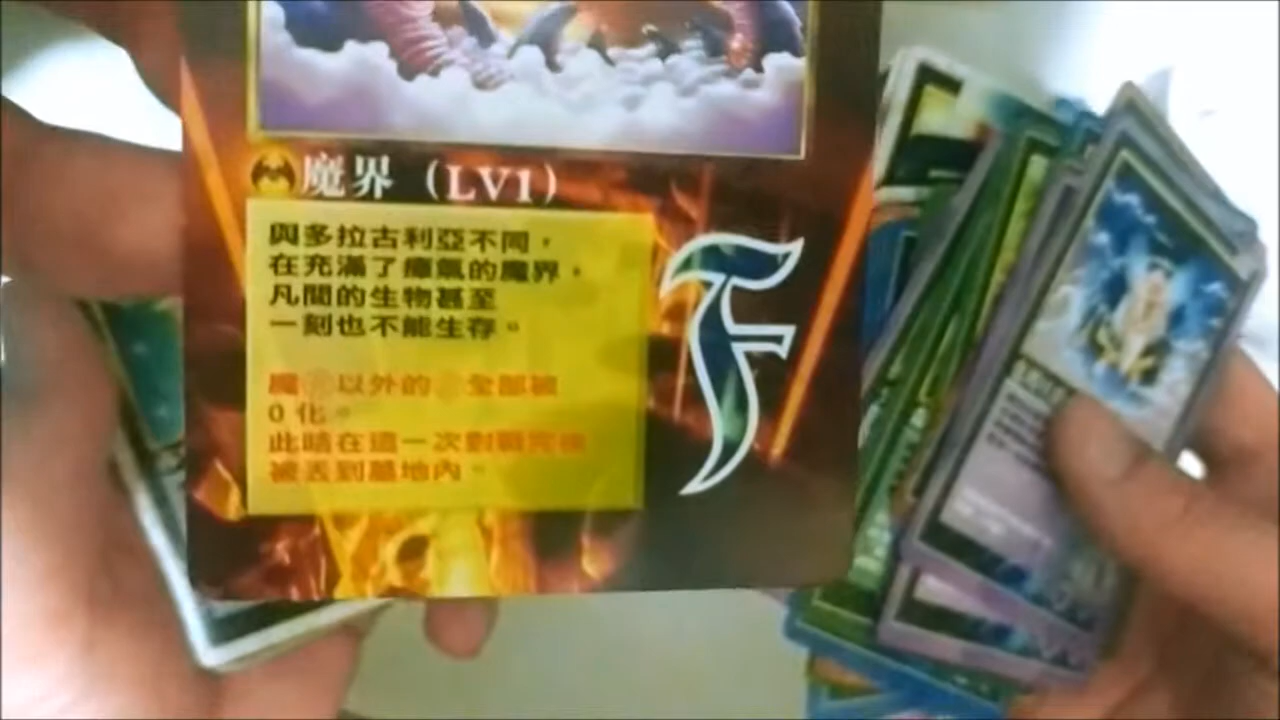 魔界（LV1）
與多拉古利亞不同，
在充滿了瘴氣的魔界，
凡間的生物甚至
一刻也不能生存。
魔 以外的 全部被
0 化。
此 在這一次對戰完後
被丟到墓地內。
F